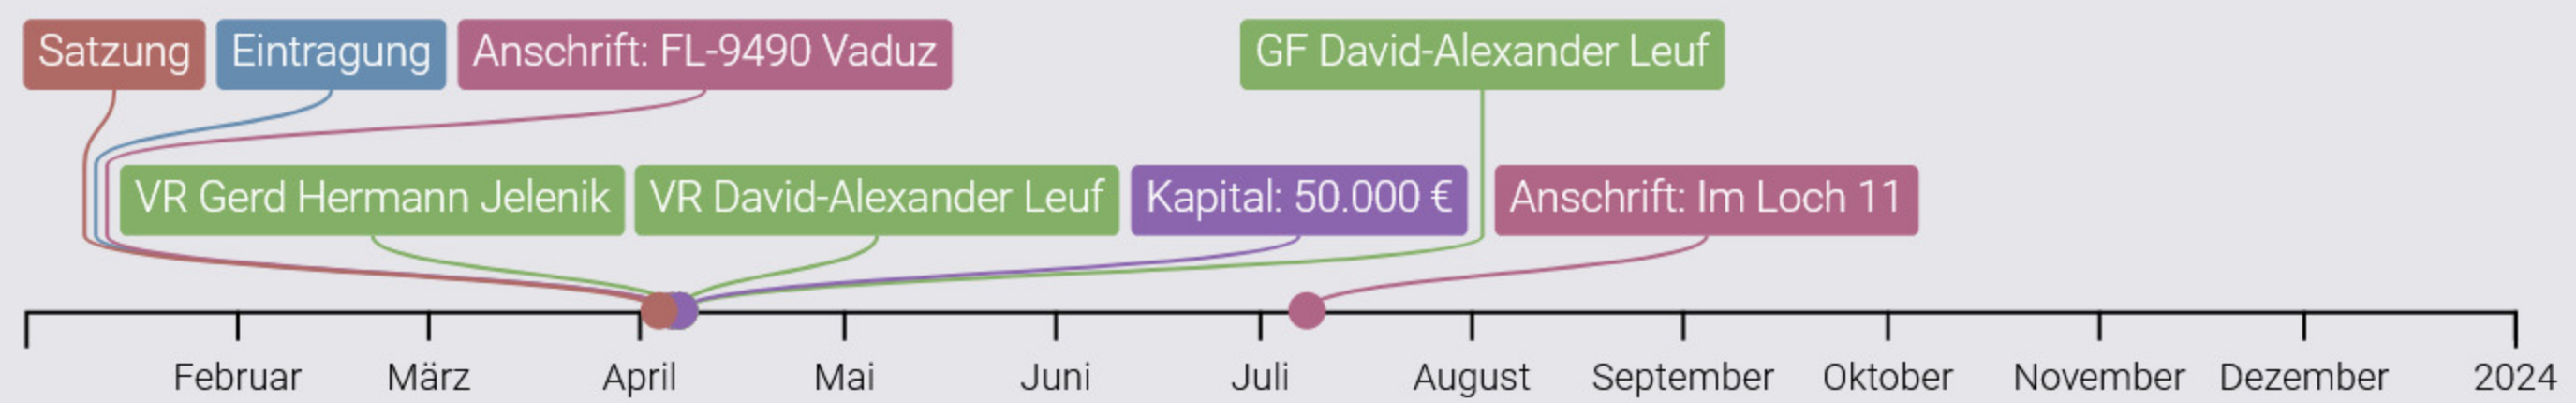 Satzung
Eintragung
Anschrift: FL-9490 Vaduz
GF David-Alexander Leuf
VR Gerd Hermann Jelenik
VR David-Alexander Leuf
Kapital: 50.000 €
Anschrift: Im Loch 11
Februar
März
April
Mai
Juni
Juli
August
September
Oktober
November
Dezember
2024